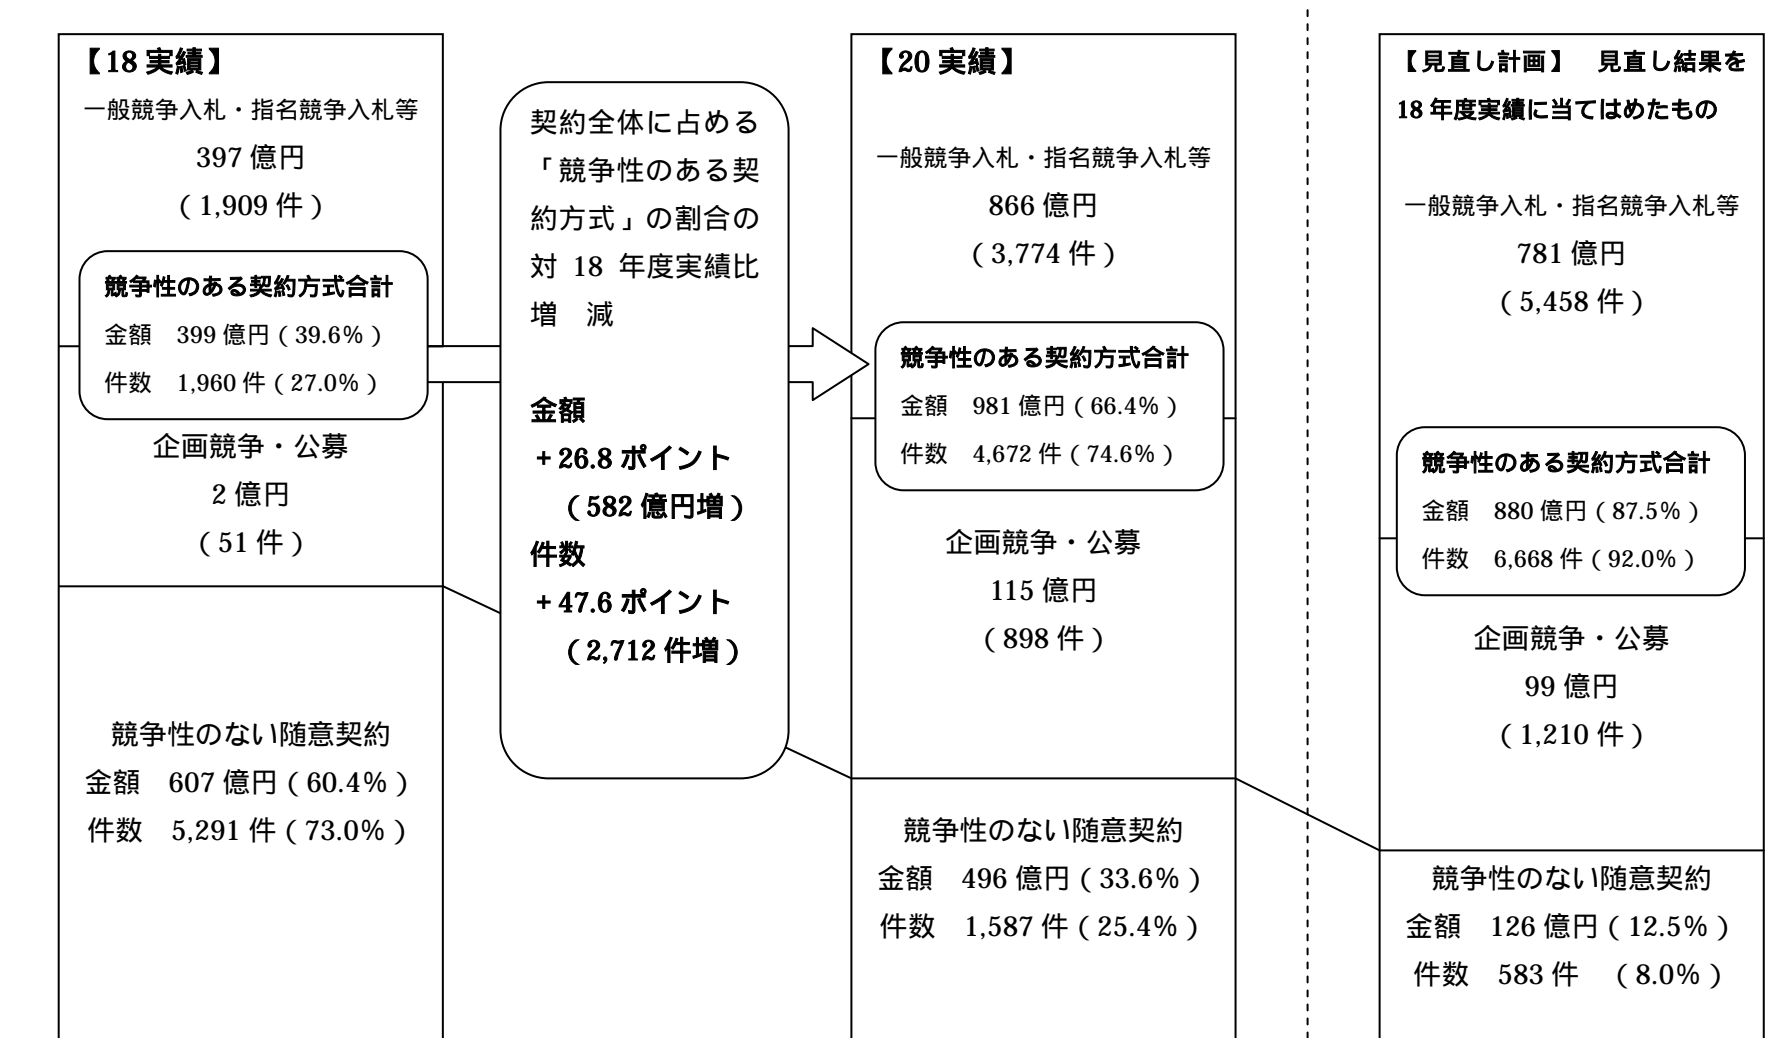 【18 実績】
一般競争入札・指名競争入札等
397 億円
(1,909 件)
競争性のある契約方式合計
金額 399 億円(39.6%)
件数 1,960 件(27.0%)
企画競争・公募
2 億円
(51 件)
競争性のない随意契約
金額 607 億円(60.4%)
件数 5,291 件(73.0%)
契約全体に占める
「競争性のある契
約方式」の割合の
対 18 年度実績比
増 減
金額
+26.8 ポイント
(582 億円増)
件数
+47.6 ポイント
(2,712 件増)
【20 実績】
一般競争入札・指名競争入札等
866 億円
(3,774 件)
競争性のある契約方式合計
金額 981 億円(66.4%)
件数 4,672 件(74.6%)
企画競争・公募
115 億円
(898 件)
競争性のない随意契約
金額 496 億円(33.6%)
件数 1,587 件(25.4%)
【見直し計画】 見直し結果を
18 年度実績に当てはめたもの
一般競争入札・指名競争入札等
781 億円
(5,458 件)
競争性のある契約方式合計
金額 880 億円(87.5%)
件数 6,668 件(92.0%)
企画競争・公募
99 億円
(1,210 件)
競争性のない随意契約
金額 126 億円(12.5%)
件数 583 件 (8.0%)